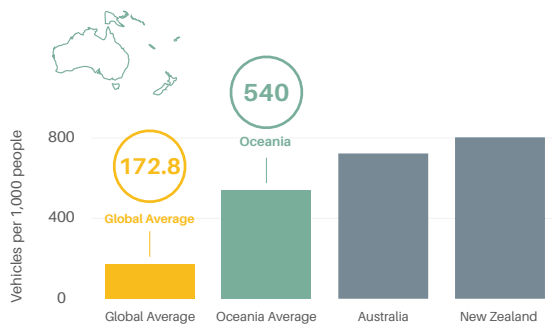 540
Oceania
172.8
Global Average
Vehicles per 1,000 people
800
400
0
Global Average
Oceania Average
Australia
New Zealand